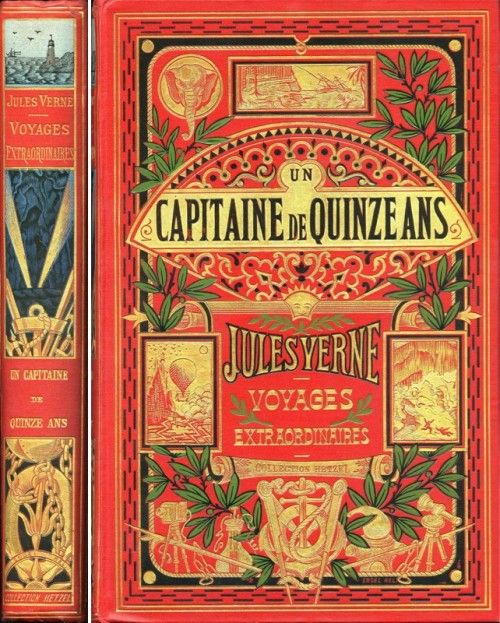 JULES VERNE
VOYAGES
EXTRAORDINAIRES
UN CAPITAINE
DE
QUINZE ANS
COLLECTION HETZEL
UN
CAPITAINE DE QUINZE ANS
JULES VERNE
VOYAGES
EXTRAORDINAIRES
COLLECTION HETZEL